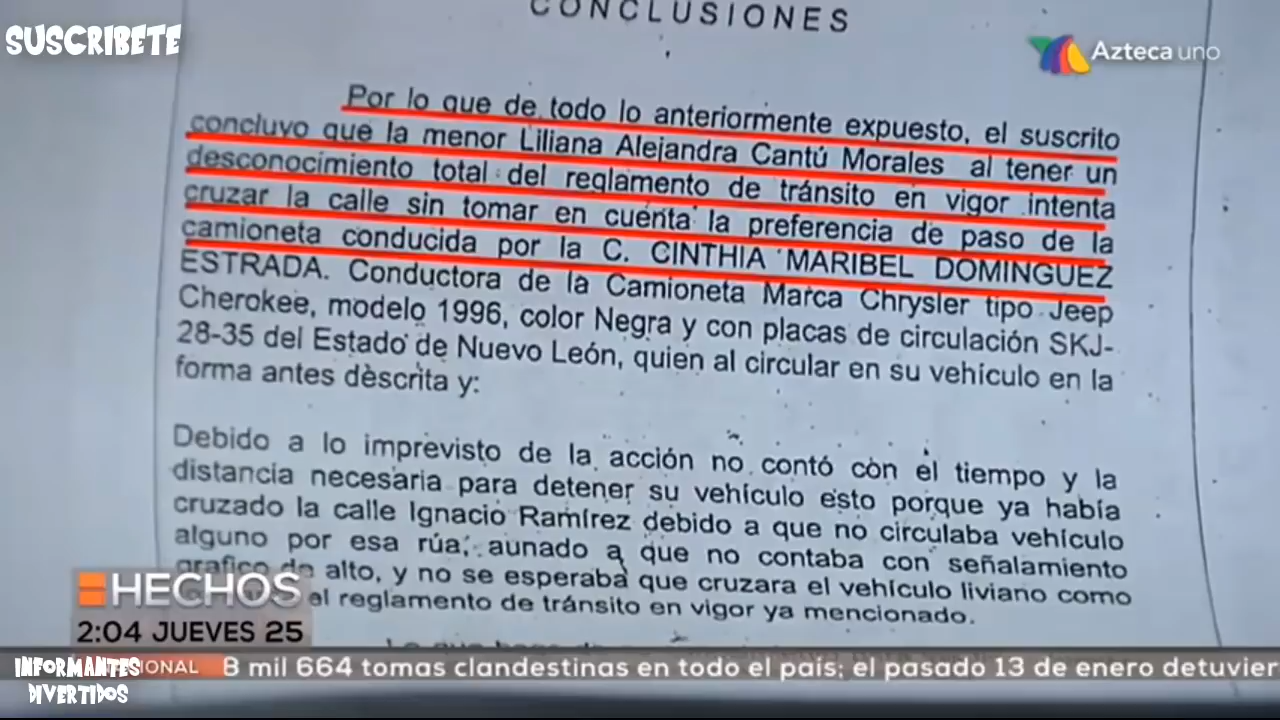 CONCLUSIONES
SUSCRIBETE
Azteca uno
Por lo que de todo lo anteriormente expuesto, el suscrito
concluyo que la menor Liliana Alejandra Cantú Morales al tener un
desconocimiento total del reglamento de tránsito en vigor intenta
cruzar la calle sin tomar en cuenta la preferencia de paso de la
camioneta conducida por la C. CINTHIA MARIBEL DOMINGUEZ
ESTRADA. Conductora de la Camioneta Marca Chrysler tipo Jeep
Cherokee, modelo 1996, color Negra y con placas de circulación SKJ-
28-35 del Estado de Nuevo León, quien al circular en su vehículo en la
forma antes dèscrita y:
Debido a lo imprevisto de la acción no contó con el tiempo y la
distancia necesaria para detener su vehículo esto porque ya había
cruzado la calle Ignacio Ramírez debido a que no circulaba vehículo
alguno por esa rúa, aunado a que no contaba con señalamiento
grafico de alto, y no se esperaba que cruzara el vehículo liviano como
el reglamento de tránsito en vigor ya mencionado.
HECHOS
2:04 JUEVES 25
IONAL 8 mil 664 tomas clandestinas en todo el país; el pasado 13 de enero detuvier
INFORMANTES
DIVERTIDOS